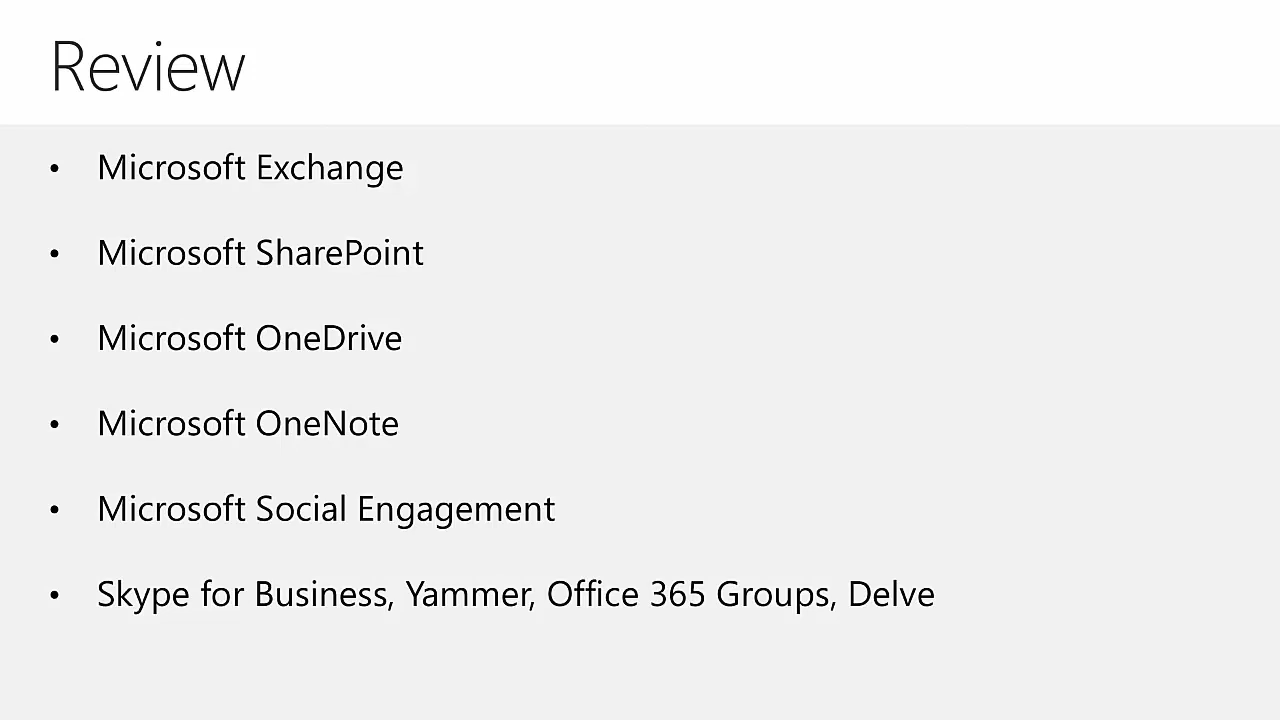 Review
• Microsoft Exchange
• Microsoft SharePoint
• Microsoft OneDrive
• Microsoft OneNote
• Microsoft Social Engagement
• Skype for Business, Yammer, Office 365 Groups, Delve